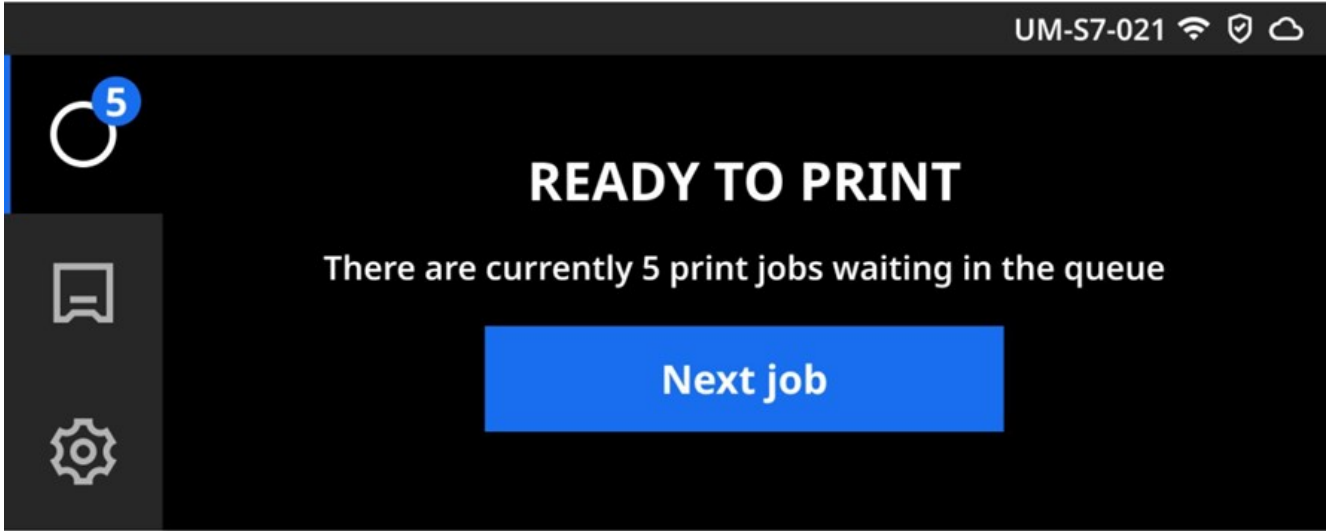 UM-S7-021
5
READY TO PRINT
There are currently 5 print jobs waiting in the queue
Next job